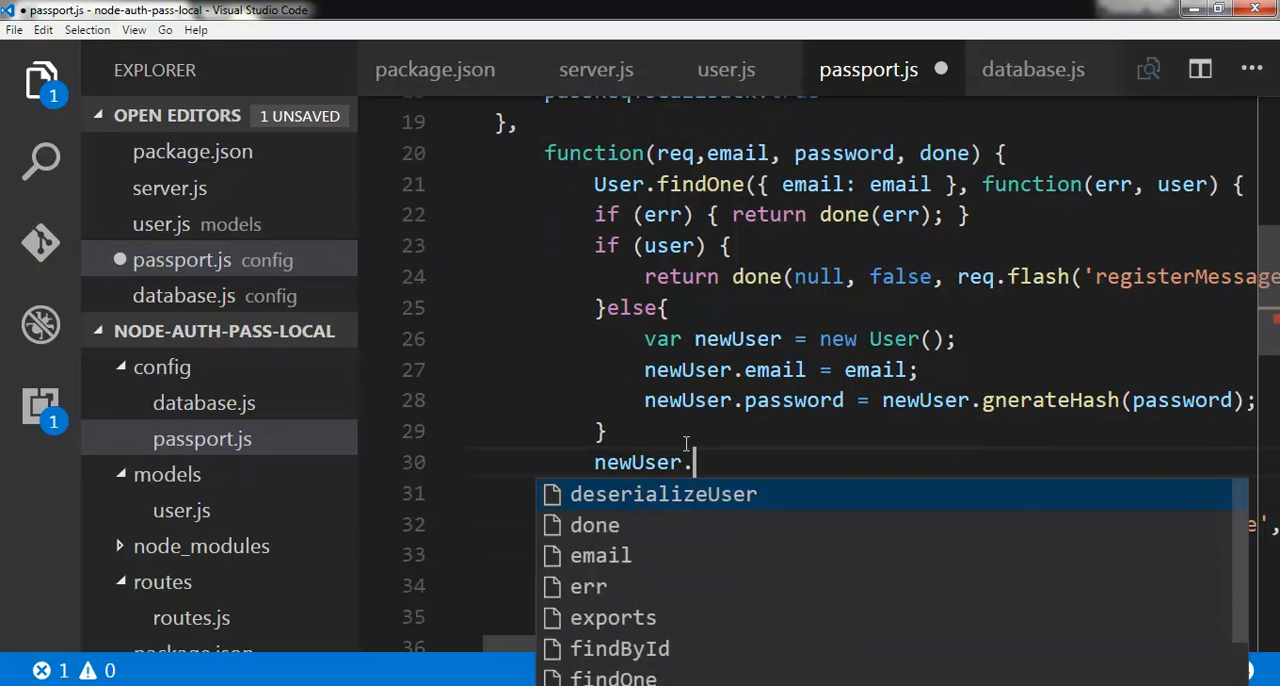 passport.js - node-auth-pass-local - Visual Studio Code
File Edit Selection View Go Help
EXPLORER
package.json server.js user.js passport.js database.js
OPEN EDITORS 1 UNSAVED
package.json
server.js
user.js models
passport.js config
database.js config
NODE-AUTH-PASS-LOCAL
config
database.js
passport.js
models
user.js
node_modules
routes
routes.js
package.json
19 },
20 function(req,email, password, done) {
21 User.findOne({ email: email }, function(err, user) {
22 if (err) { return done(err); }
23 if (user) {
24 return done(null, false, req.flash('registerMessage
25 }else{
26 var newUser = new User();
27 newUser.email = email;
28 newUser.password = newUser.gnerateHash(password);
29 }
30 newUser.
31
32 e',
33
34
35
36
deserializeUser
done
email
err
exports
findById
findOne
1
1
1 0